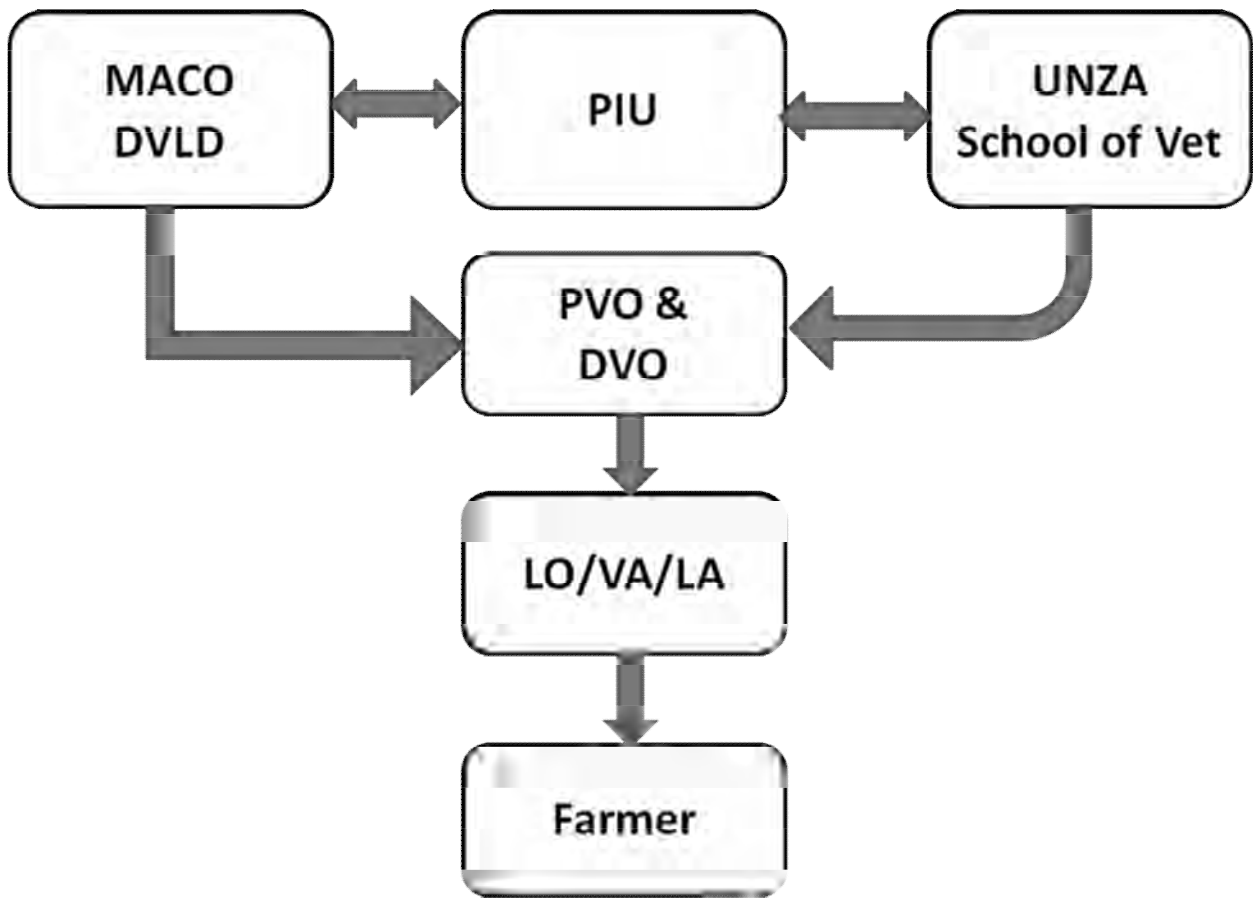 MACO
DVLD
PIU
UNZA
School of Vet
PVO &
DVO
LO/VA/LA
Farmer